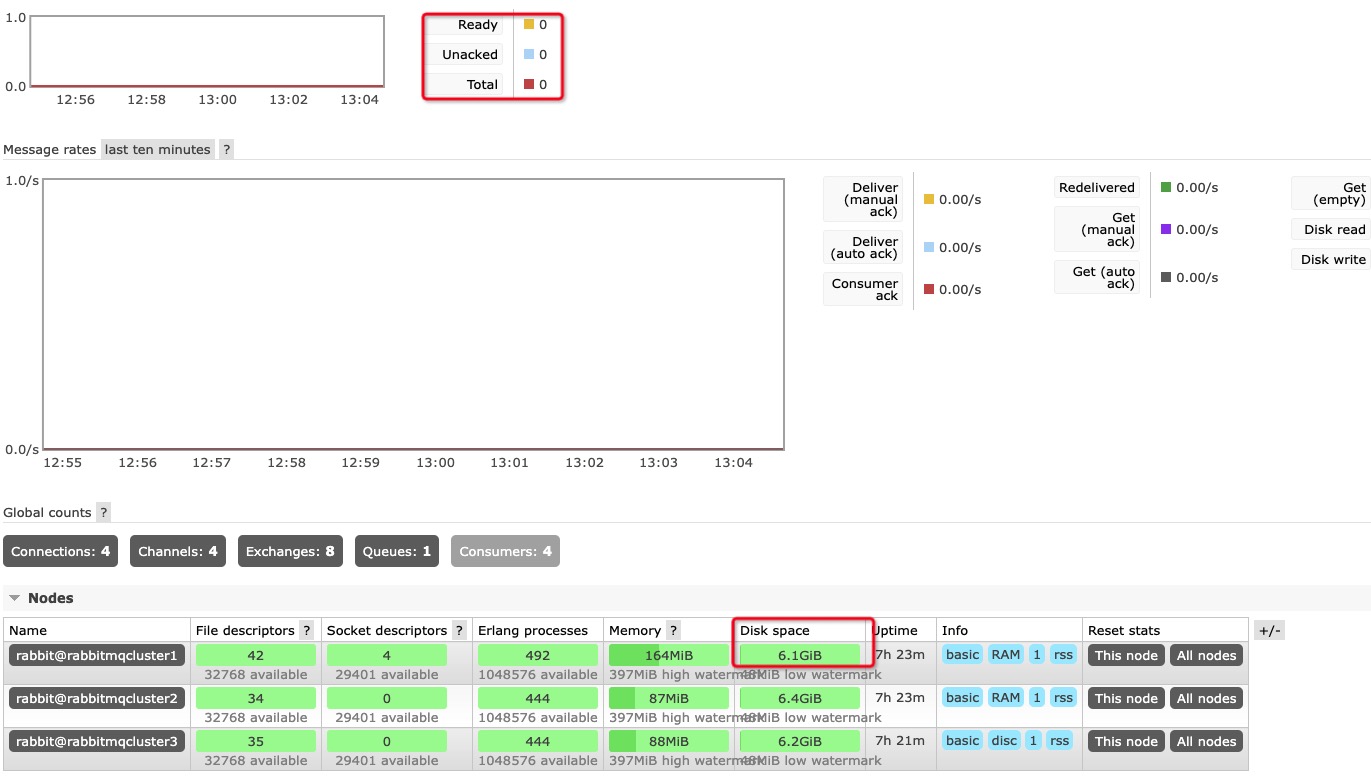 1.0
0.0
12:56 12:58 13:00 13:02 13:04
Ready 0
Unacked 0
Total 0
Message rates last ten minutes ?
1.0/s
0.0/s
12:55 12:56 12:57 12:58 12:59 13:00 13:01 13:02 13:03 13:04
Deliver
(manual
ack) 0.00/s
Deliver
(auto ack) 0.00/s
Consumer
ack 0.00/s
Redelivered 0.00/s
Get
(manual
ack) 0.00/s
Get (auto
ack) 0.00/s
Get
(empty)
Disk read
Disk write
Global counts ?
Connections: 4 Channels: 4 Exchanges: 8 Queues: 1 Consumers: 4
Nodes
Name File descriptors ? Socket descriptors ? Erlang processes Memory ? Disk space Uptime Info Reset stats +/-
rabbit@rabbitmqcluster1 42 4 492 164MiB 6.1GiB 7h 23m basic RAM 1 rss This node All nodes
32768 available 29401 available 1048576 available 397MiB high watermark 48MiB low watermark
rabbit@rabbitmqcluster2 34 0 444 87MiB 6.4GiB 7h 23m basic RAM 1 rss This node All nodes
32768 available 29401 available 1048576 available 397MiB high watermark 48MiB low watermark
rabbit@rabbitmqcluster3 35 0 444 88MiB 6.2GiB 7h 21m basic disc 1 rss This node All nodes
32768 available 29401 available 1048576 available 397MiB high watermark 48MiB low watermark